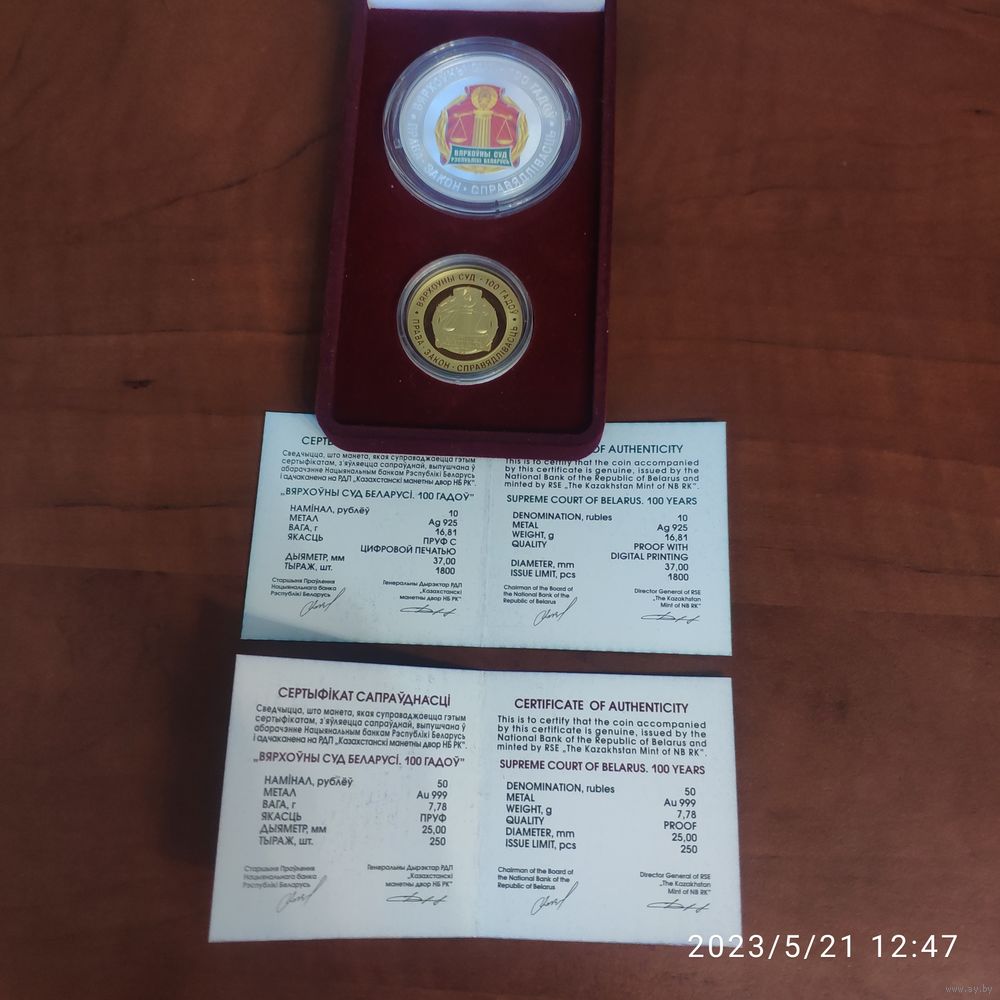 ВЯРХОЎНЫ СУД · 100 ГАДОЎ
ПРАВА · ЗАКОН · СПРАВЯДЛІВАСЦЬ
ВЯРХОЎНЫ СУД
РЭСПУБЛІКІ БЕЛАРУСЬ
ВЯРХОЎНЫ СУД · 100 ГАДОЎ
ПРАВА · ЗАКОН · СПРАВЯДЛІВАСЦЬ
СЕРТЫ
Сведчыцца, што манета, якая суправаджаецца гэтым
сертыфікатам, з'яўляецца сапраўднай, выпушчана ў
абарачэнне Нацыянальным банкам Рэспублікі Беларусь
і адчаканена на РДП „Казахстанскі манетны двор НБ РК”.
„ВЯРХОЎНЫ СУД БЕЛАРУСІ. 100 ГАДОЎ”
НАМІНАЛ, рублёў 10
МЕТАЛ Ag 925
ВАГА, г 16,81
ЯКАСЦЬ ПРУФ С
ЦИФРОВОЙ ПЕЧАТЬЮ
ДЫЯМЕТР, мм 37,00
ТЫРАЖ, шт. 1800
Старшыня Праўлення
Нацыянальнага банка
Рэспублікі Беларусь
Генеральны Дырэктар РДП
„Казахстанскі
манетны двор НБ РК”
OF AUTHENTICITY
This is to certify that the coin accompanied
by this certificate is genuine, issued by the
National Bank of the Republic of Belarus and
minted by RSE „The Kazakhstan Mint of NB RK”.
SUPREME COURT OF BELARUS. 100 YEARS
DENOMINATION, rubles 10
METAL Ag 925
WEIGHT, g 16,81
QUALITY PROOF WITH
DIGITAL PRINTING
DIAMETER, mm 37,00
ISSUE LIMIT, pcs 1800
Chairman of the Board of
the National Bank of the
Republic of Belarus
Director General of RSE
„The Kazakhstan
Mint of NB RK”
СЕРТЫФІКАТ САПРАЎДНАСЦІ
Сведчыцца, што манета, якая суправаджаецца гэтым
сертыфікатам, з'яўляецца сапраўднай, выпушчана ў
абарачэнне Нацыянальным банкам Рэспублікі Беларусь
і адчаканена на РДП „Казахстанскі манетны двор НБ РК”.
„ВЯРХОЎНЫ СУД БЕЛАРУСІ. 100 ГАДОЎ”
НАМІНАЛ, рублёў 50
МЕТАЛ Au 999
ВАГА, г 7,78
ЯКАСЦЬ ПРУФ
ДЫЯМЕТР, мм 25,00
ТЫРАЖ, шт. 250
Старшыня Праўлення
Нацыянальнага банка
Рэспублікі Беларусь
Генеральны Дырэктар РДП
„Казахстанскі
манетны двор НБ РК”
CERTIFICATE OF AUTHENTICITY
This is to certify that the coin accompanied
by this certificate is genuine, issued by the
National Bank of the Republic of Belarus and
minted by RSE „The Kazakhstan Mint of NB RK”.
SUPREME COURT OF BELARUS. 100 YEARS
DENOMINATION, rubles 50
METAL Au 999
WEIGHT, g 7,78
QUALITY PROOF
DIAMETER, mm 25,00
ISSUE LIMIT, pcs 250
Chairman of the Board of
the National Bank of the
Republic of Belarus
Director General of RSE
„The Kazakhstan
Mint of NB RK”
2023/5/21 12:47
www.ay.by